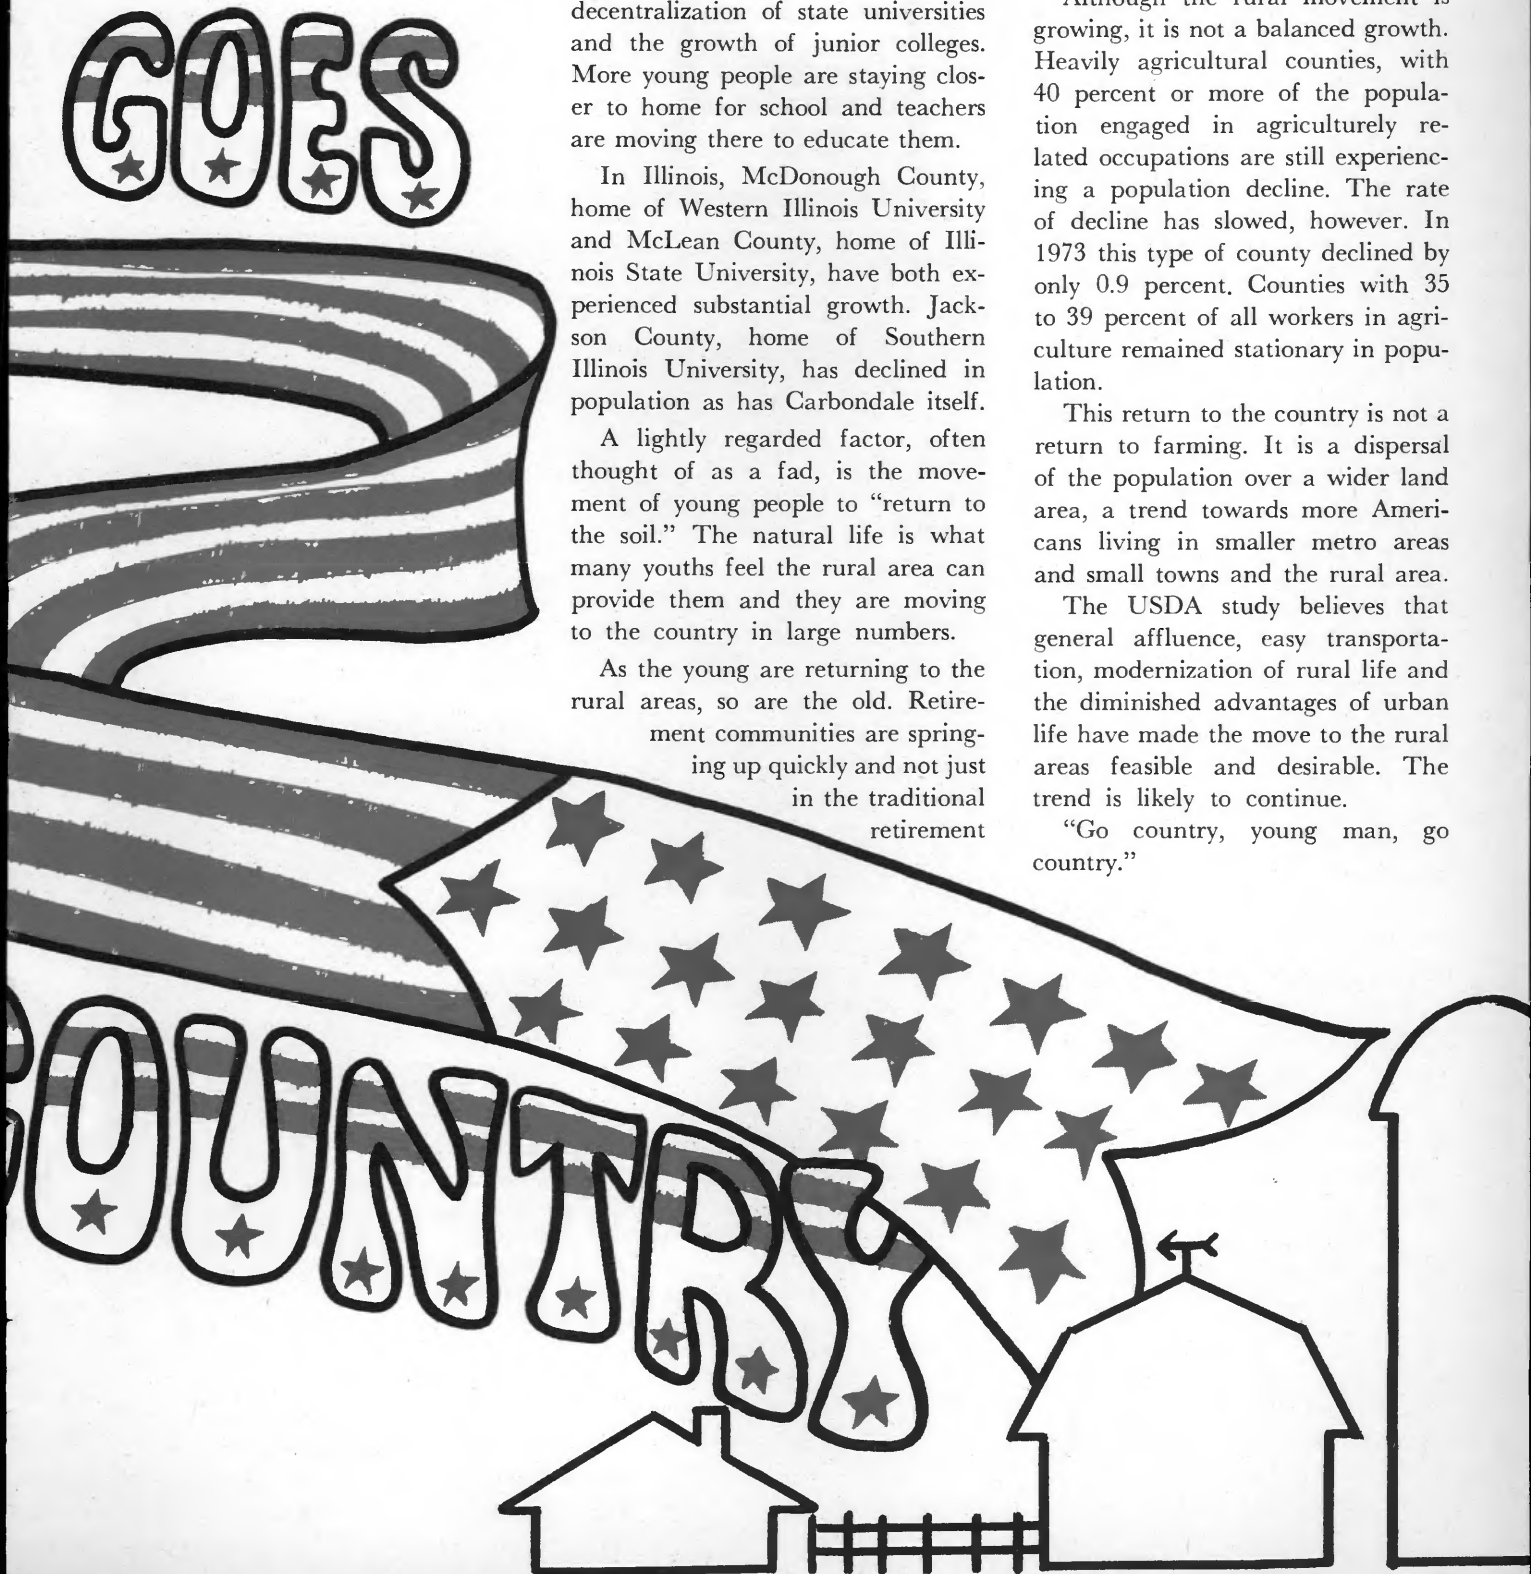 GOES
decentralization of state universities
and the growth of junior colleges.
More young people are staying clos-
er to home for school and teachers
are moving there to educate them.
In Illinois, McDonough County,
home of Western Illinois University
and McLean County, home of Illi-
nois State University, have both ex-
perienced substantial growth. Jack-
son County, home of Southern
Illinois University, has declined in
population as has Carbondale itself.
A lightly regarded factor, often
thought of as a fad, is the move-
ment of young people to “return to
the soil.” The natural life is what
many youths feel the rural area can
provide them and they are moving
to the country in large numbers.
As the young are returning to the
rural areas, so are the old. Retire-
ment communities are spring-
ing up quickly and not just
in the traditional
retirement
Although the rural movement is
growing, it is not a balanced growth.
Heavily agricultural counties, with
40 percent or more of the popula-
tion engaged in agriculturely re-
lated occupations are still experienc-
ing a population decline. The rate
of decline has slowed, however. In
1973 this type of county declined by
only 0.9 percent. Counties with 35
to 39 percent of all workers in agri-
culture remained stationary in popu-
lation.
This return to the country is not a
return to farming. It is a dispersal
of the population over a wider land
area, a trend towards more Ameri-
cans living in smaller metro areas
and small towns and the rural area.
The USDA study believes that
general affluence, easy transporta-
tion, modernization of rural life and
the diminished advantages of urban
life have made the move to the rural
areas feasible and desirable. The
trend is likely to continue.
“Go country, young man, go
country.”
COUNTRY